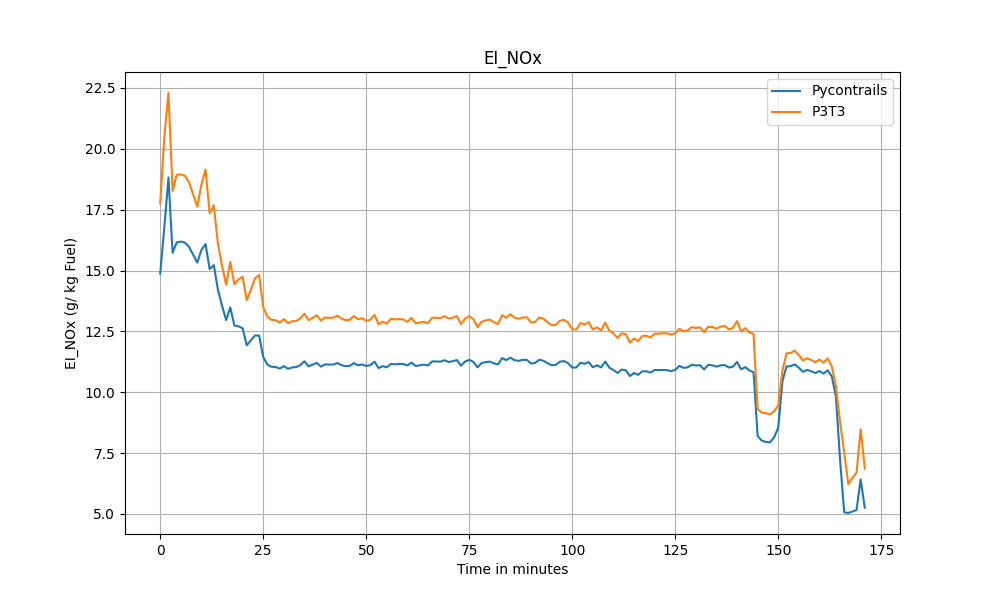 EI_NOx
Pycontrails
P3T3
EI_NOx (g/ kg Fuel)
22.5
20.0
17.5
15.0
12.5
10.0
7.5
5.0
0 25 50 75 100 125 150 175
Time in minutes